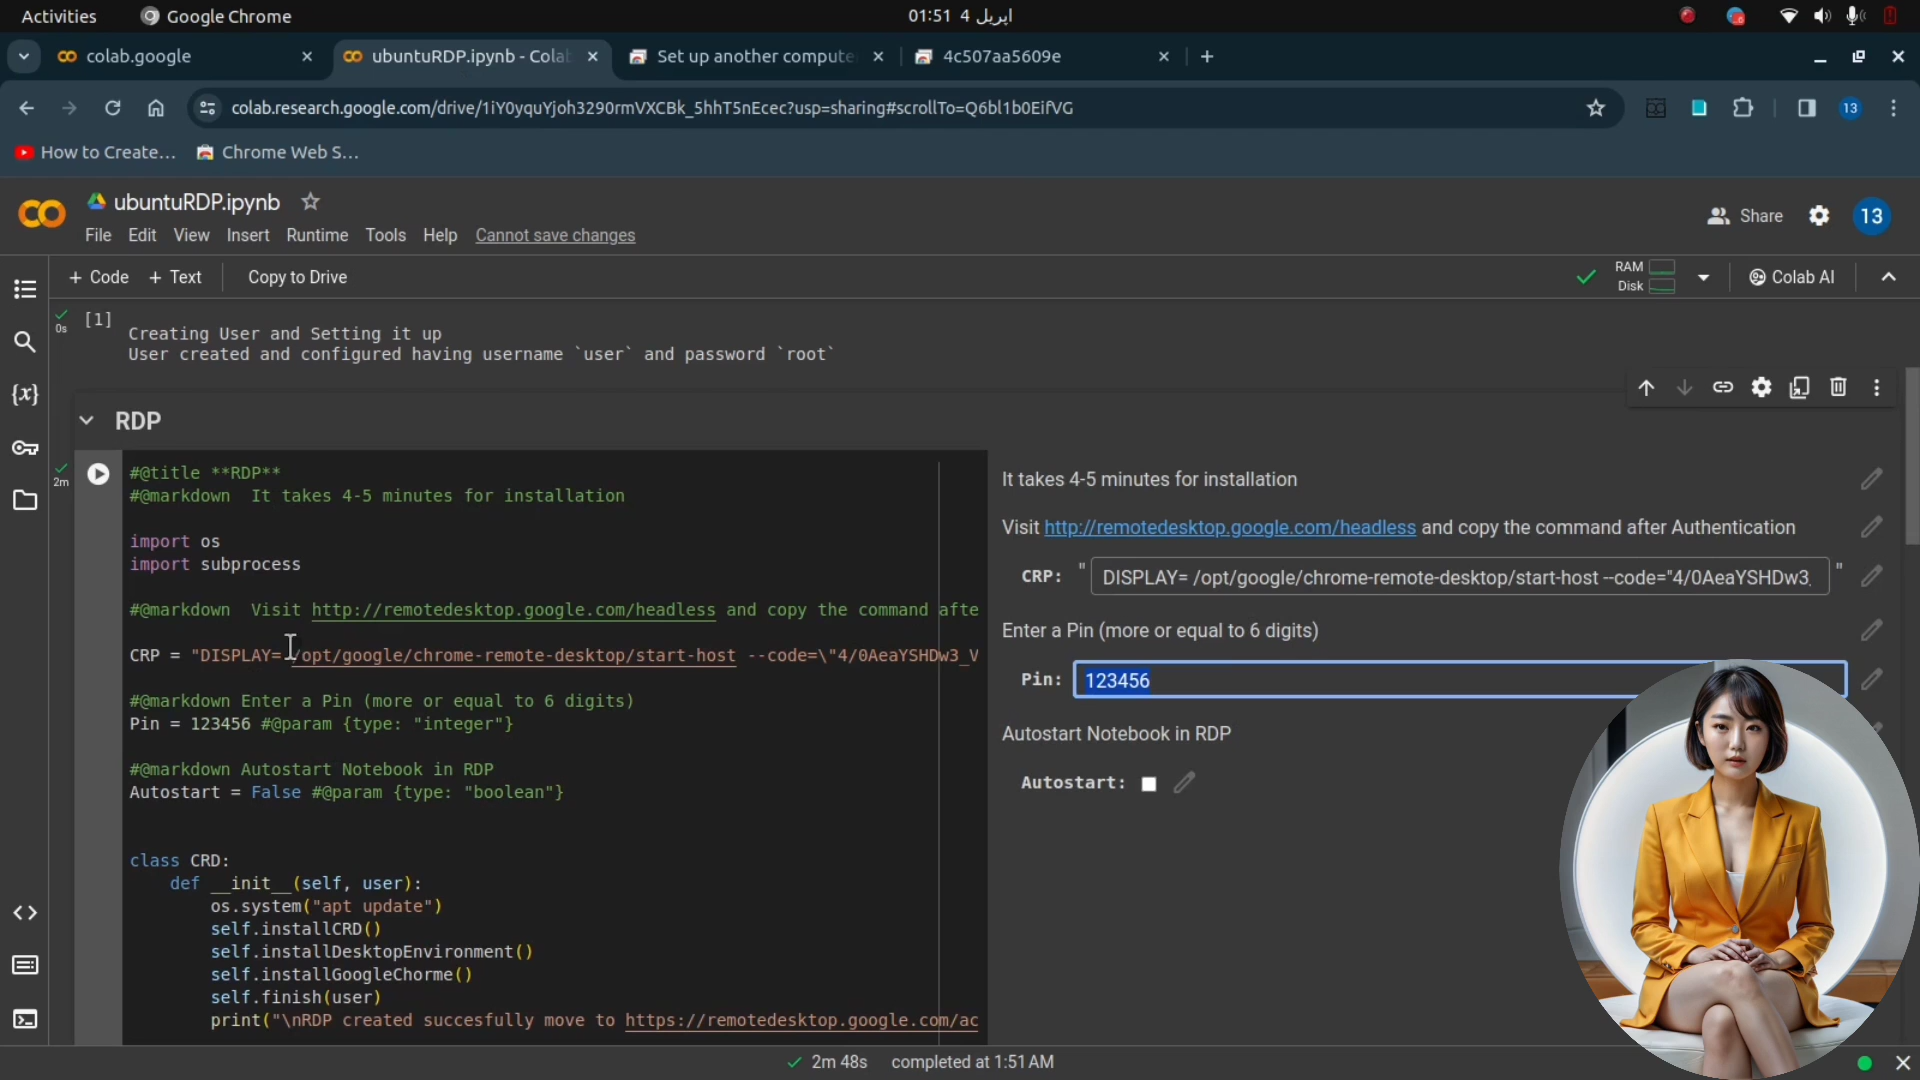 Activities Google Chrome 01:51 4 اپریل
colab.google
ubuntuRDP.ipynb - Colab
Set up another compute
4c507aa5609e
colab.research.google.com/drive/1iY0yquYjoh3290rmVXCBk_5hhT5nEcec?usp=sharing#scrollTo=Q6bl1b0EifVG
13
How to Create... Chrome Web S...
ubuntuRDP.ipynb
File Edit View Insert Runtime Tools Help Cannot save changes
Share 13
+ Code + Text Copy to Drive
RAM
Disk
Colab AI
0s
[1]
Creating User and Setting it up
User created and configured having username `user` and password `root`
RDP
2m
#@title **RDP**
#@markdown It takes 4-5 minutes for installation
import os
import subprocess
#@markdown Visit http://remotedesktop.google.com/headless and copy the command afte
CRP = "DISPLAY= /opt/google/chrome-remote-desktop/start-host --code=\"4/0AeaYSHDw3_V
#@markdown Enter a Pin (more or equal to 6 digits)
Pin = 123456 #@param {type: "integer"}
#@markdown Autostart Notebook in RDP
Autostart = False #@param {type: "boolean"}
class CRD:
def __init__(self, user):
os.system("apt update")
self.installCRD()
self.installDesktopEnvironment()
self.installGoogleChorme()
self.finish(user)
print("\nRDP created succesfully move to https://remotedesktop.google.com/ac
It takes 4-5 minutes for installation
Visit http://remotedesktop.google.com/headless and copy the command after Authentication
CRP: " DISPLAY= /opt/google/chrome-remote-desktop/start-host --code="4/0AeaYSHDw3 "
Enter a Pin (more or equal to 6 digits)
Pin: 123456
Autostart Notebook in RDP
Autostart:
2m 48s completed at 1:51 AM